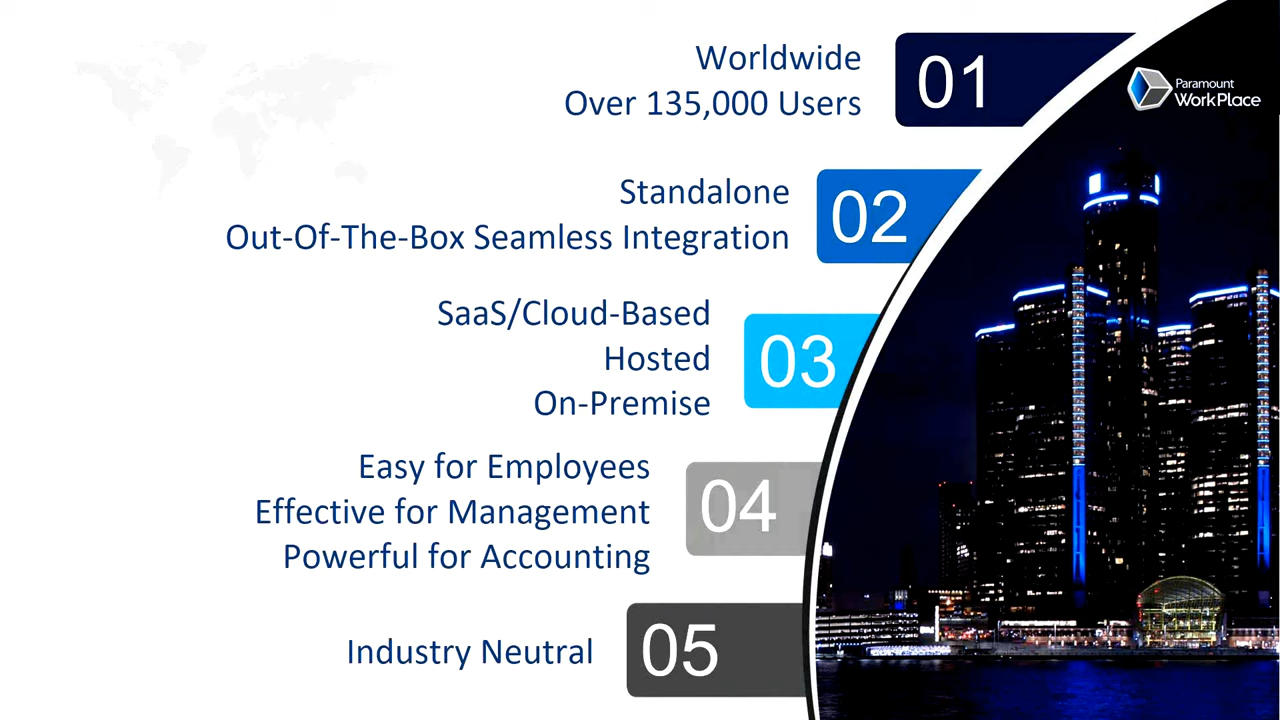 Worldwide
Over 135,000 Users
01
Paramount
WorkPlace
Standalone
Out-Of-The-Box Seamless Integration
02
SaaS/Cloud-Based
Hosted
On-Premise
03
Easy for Employees
Effective for Management
Powerful for Accounting
04
Industry Neutral
05